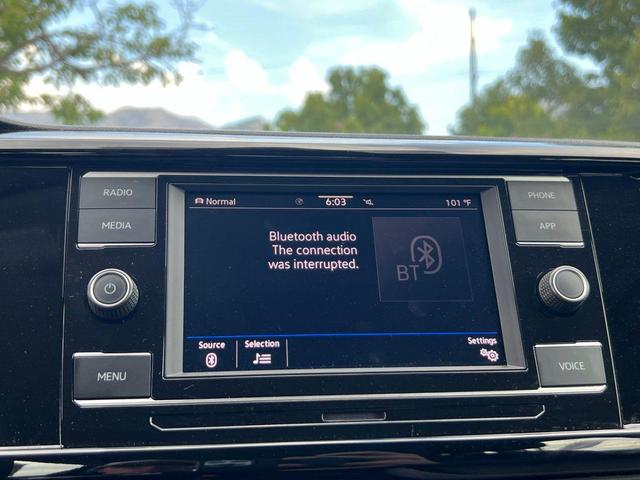 RADIO
MEDIA
MENU
Normal
6:03
101 °F
Bluetooth audio
The connection
was interrupted.
BT
Source
Selection
Settings
PHONE
APP
VOICE